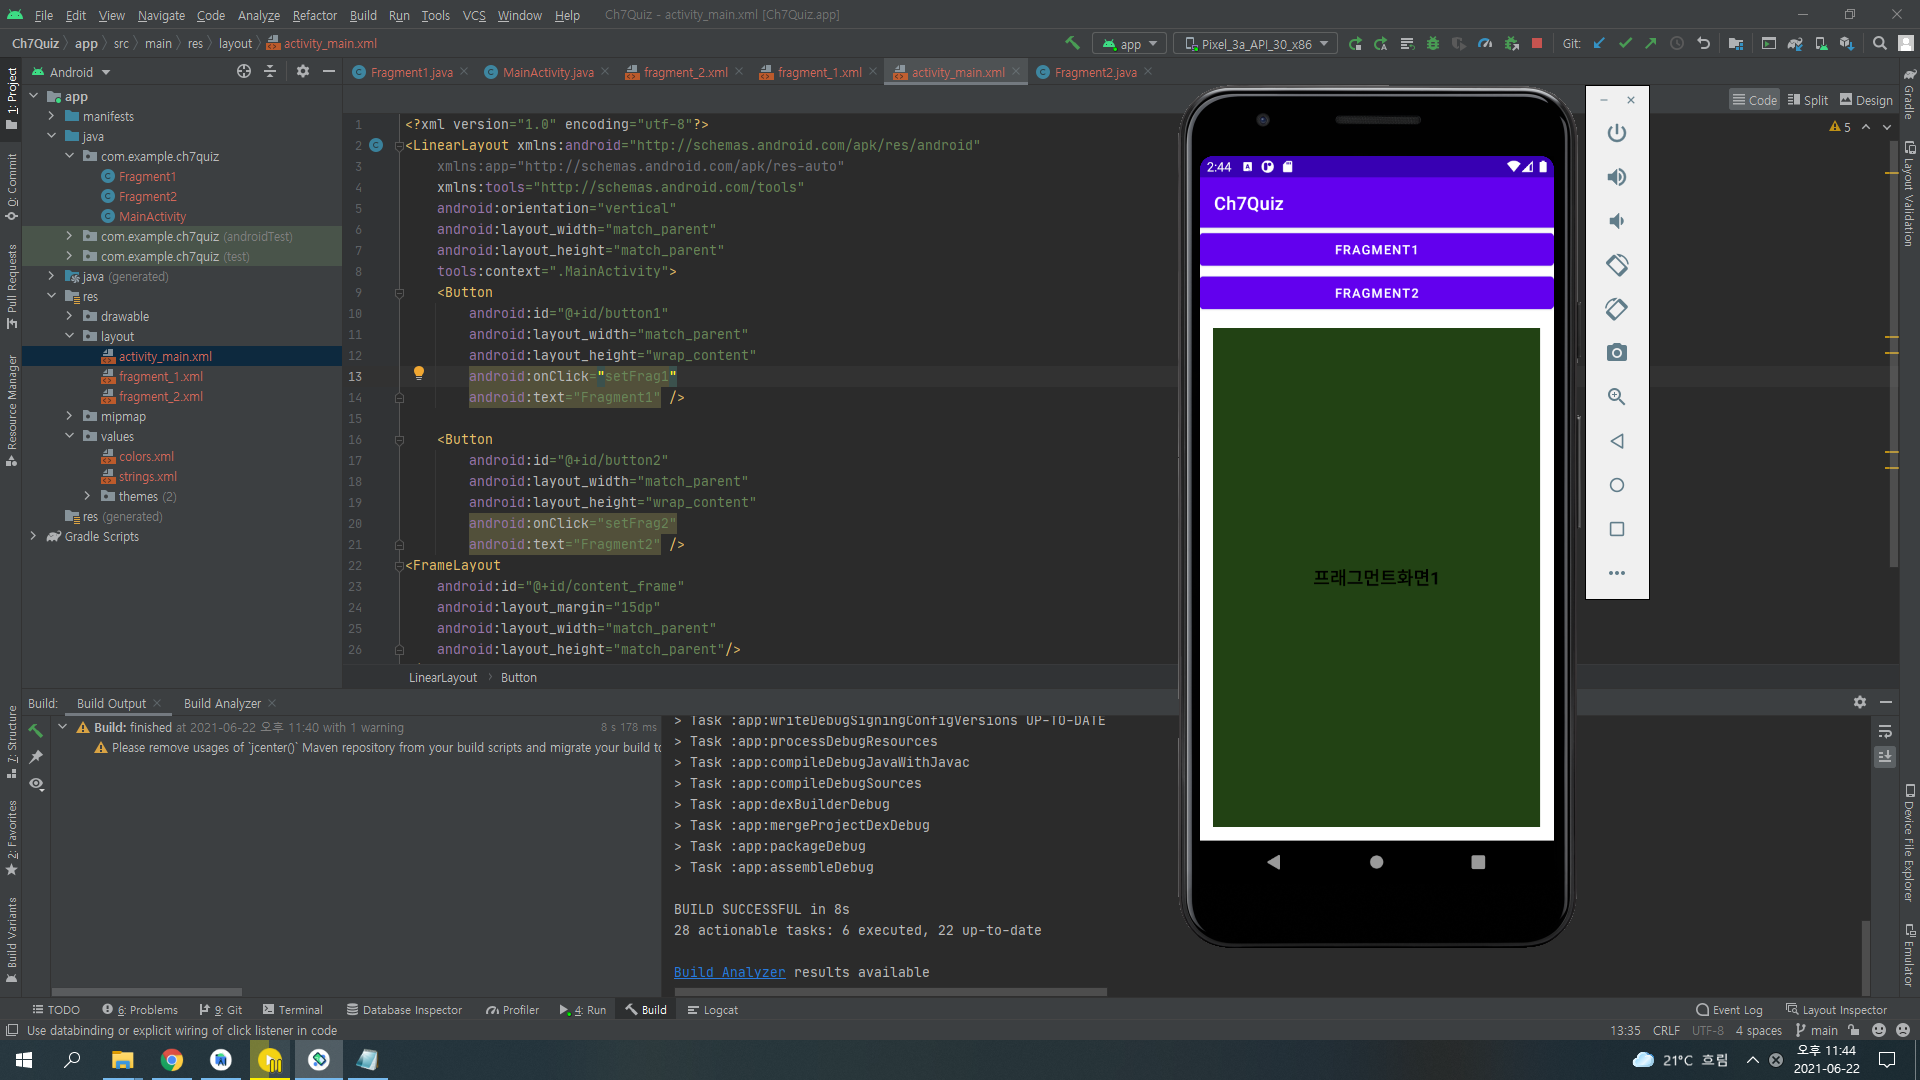 File Edit View Navigate Code Analyze Refactor Build Run Tools VCS Window Help Ch7Quiz - activity_main.xml [Ch7Quiz.app]
Ch7Quiz app src main res layout activity_main.xml app Pixel_3a_API_30_x86 Git:
Android
Fragment1.java MainActivity.java fragment_2.xml fragment_1.xml activity_main.xml Fragment2.java
Code Split Design
5
1: Project
0: Commit
Pull Requests
Resource Manager
7: Structure
2: Favorites
Build Variants
app
manifests
java
com.example.ch7quiz
Fragment1
Fragment2
MainActivity
com.example.ch7quiz (androidTest)
com.example.ch7quiz (test)
java (generated)
res
drawable
layout
activity_main.xml
fragment_1.xml
fragment_2.xml
mipmap
values
colors.xml
strings.xml
themes (2)
res (generated)
Gradle Scripts
1 <?xml version="1.0" encoding="utf-8"?>
2 <LinearLayout xmlns:android="http://schemas.android.com/apk/res/android"
3 xmlns:app="http://schemas.android.com/apk/res-auto"
4 xmlns:tools="http://schemas.android.com/tools"
5 android:orientation="vertical"
6 android:layout_width="match_parent"
7 android:layout_height="match_parent"
8 tools:context=".MainActivity">
9 <Button
10 android:id="@+id/button1"
11 android:layout_width="match_parent"
12 android:layout_height="wrap_content"
13 android:onClick="setFrag1"
14 android:text="Fragment1" />
15
16 <Button
17 android:id="@+id/button2"
18 android:layout_width="match_parent"
19 android:layout_height="wrap_content"
20 android:onClick="setFrag2"
21 android:text="Fragment2" />
22 <FrameLayout
23 android:id="@+id/content_frame"
24 android:layout_margin="15dp"
25 android:layout_width="match_parent"
26 android:layout_height="match_parent"/>
LinearLayout Button
2:44
Ch7Quiz
FRAGMENT1
FRAGMENT2
프래그먼트화면1
Gradle
Layout Validation
Device File Explorer
Emulator
Build: Build Output Build Analyzer
Build: finished at 2021-06-22 오후 11:40 with 1 warning 8 s 178 ms
Please remove usages of `jcenter()` Maven repository from your build scripts and migrate your build to
> Task :app:writeDebugSigningConfigVersions UP-TO-DATE
> Task :app:processDebugResources
> Task :app:compileDebugJavaWithJavac
> Task :app:compileDebugSources
> Task :app:dexBuilderDebug
> Task :app:mergeProjectDexDebug
> Task :app:packageDebug
> Task :app:assembleDebug
BUILD SUCCESSFUL in 8s
28 actionable tasks: 6 executed, 22 up-to-date
Build Analyzer results available
TODO 6: Problems 9: Git Terminal Database Inspector Profiler 4: Run Build Logcat Event Log Layout Inspector
Use databinding or explicit wiring of click listener in code 13:35 CRLF UTF-8 4 spaces main
21°C 흐림 오후 11:44
2021-06-22